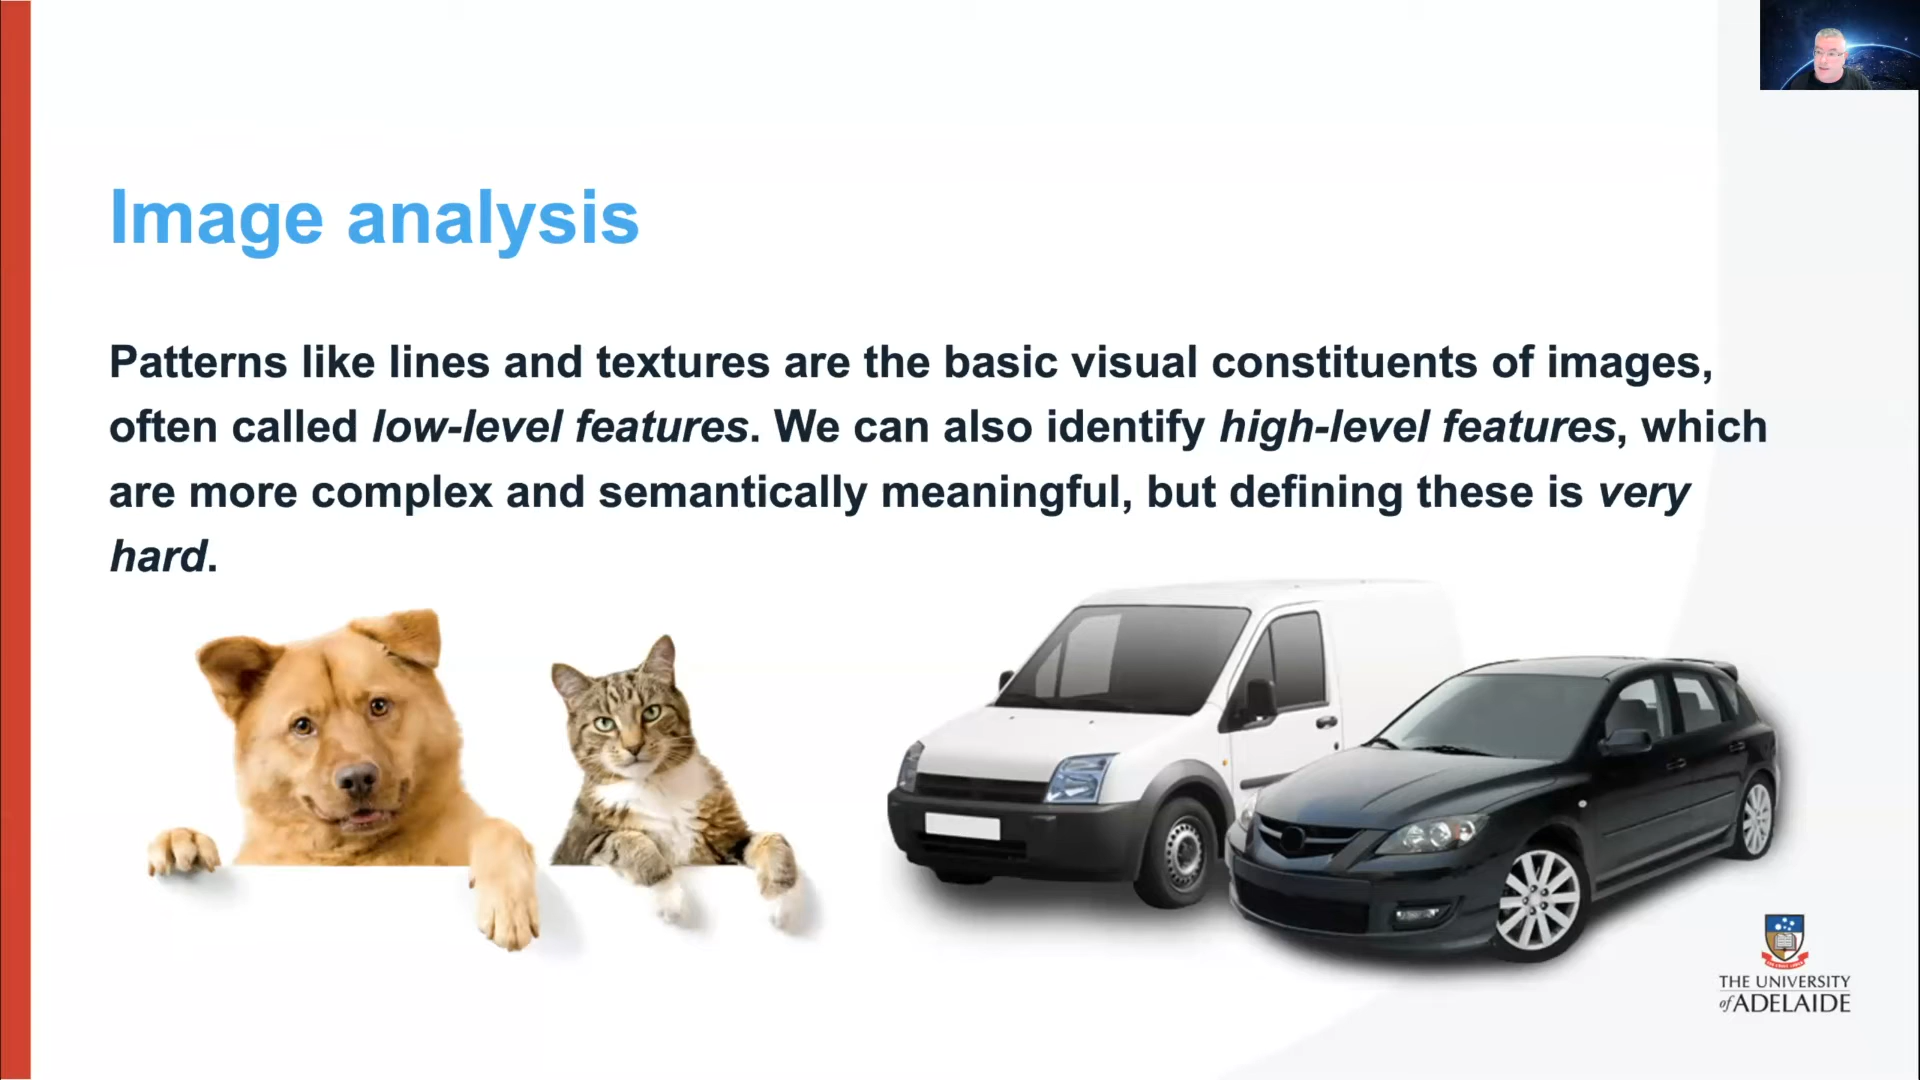 Image analysis
Patterns like lines and textures are the basic visual constituents of images,
often called low-level features. We can also identify high-level features, which
are more complex and semantically meaningful, but defining these is very
hard.
THE UNIVERSITY
of ADELAIDE